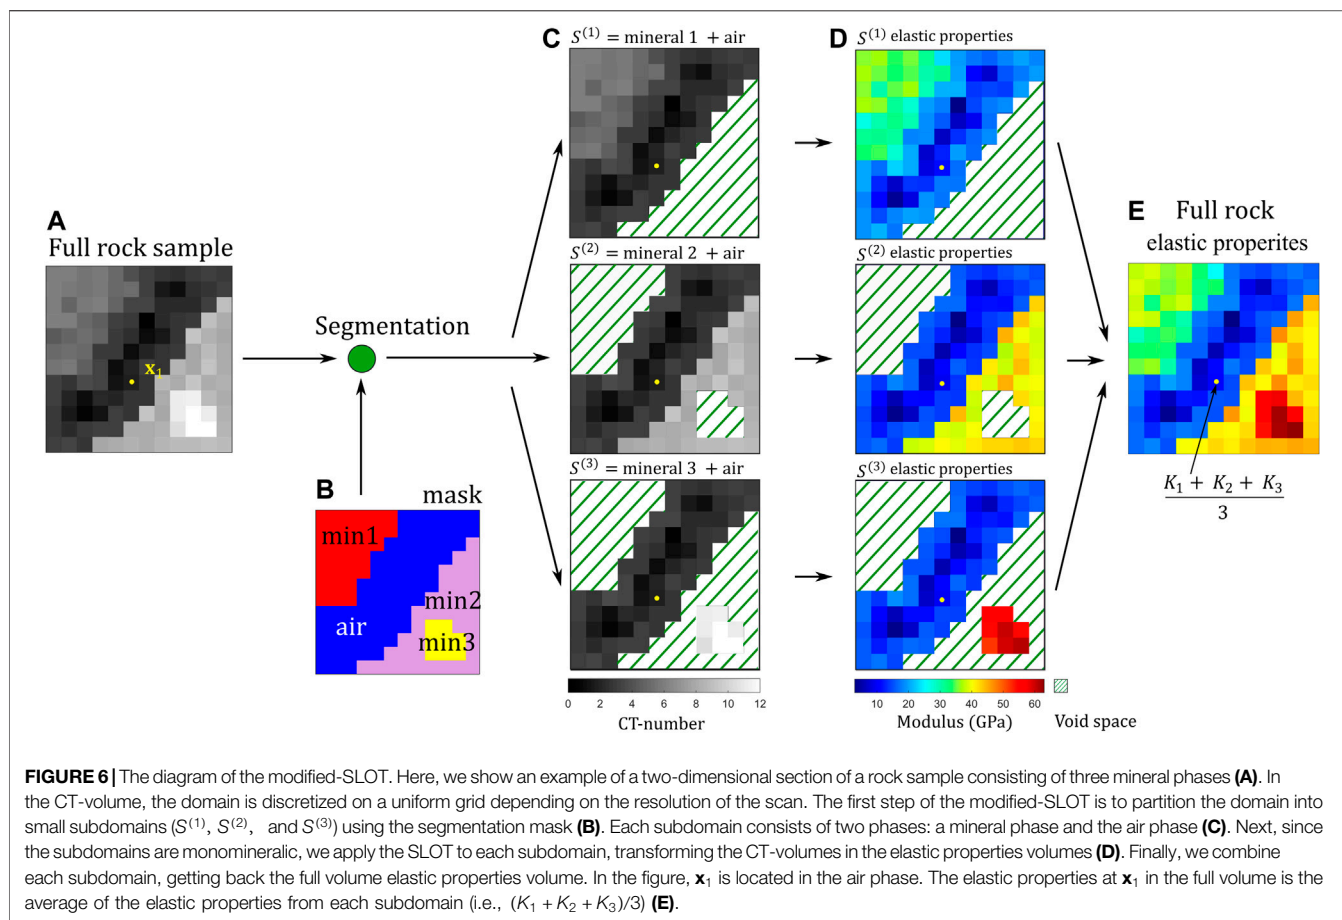 A
Full rock sample
x₁
Segmentation
B
mask
min1
air
min2
min3
C
S⁽¹⁾ = mineral 1 + air
S⁽²⁾ = mineral 2 + air
S⁽³⁾ = mineral 3 + air
0 2 4 6 8 10 12
CT-number
D
S⁽¹⁾ elastic properties
S⁽²⁾ elastic properties
S⁽³⁾ elastic properties
10 20 30 40 50 60
Modulus (GPa)
Void space
E
Full rock
elastic properites
K₁ + K₂ + K₃
3
FIGURE 6 | The diagram of the modified-SLOT. Here, we show an example of a two-dimensional section of a rock sample consisting of three mineral phases (A). In
the CT-volume, the domain is discretized on a uniform grid depending on the resolution of the scan. The first step of the modified-SLOT is to partition the domain into
small subdomains (S⁽¹⁾, S⁽²⁾, and S⁽³⁾) using the segmentation mask (B). Each subdomain consists of two phases: a mineral phase and the air phase (C). Next, since
the subdomains are monomineralic, we apply the SLOT to each subdomain, transforming the CT-volumes in the elastic properties volumes (D). Finally, we combine
each subdomain, getting back the full volume elastic properties volume. In the figure, x₁ is located in the air phase. The elastic properties at x₁ in the full volume is the
average of the elastic properties from each subdomain (i.e., (K₁ + K₂ + K₃)/3) (E).